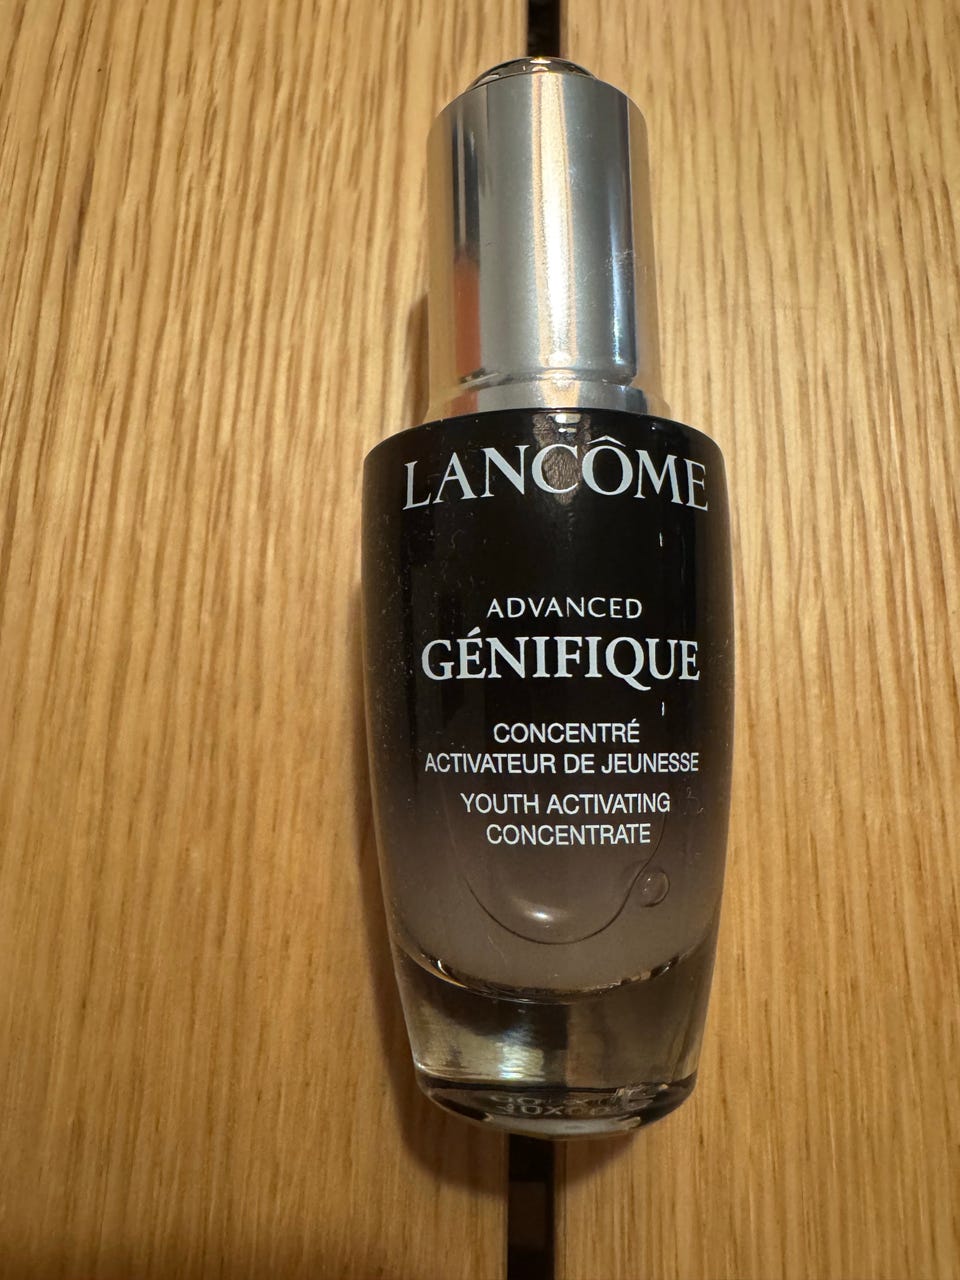 LANCÔME
ADVANCED
GÉNIFIQUE
CONCENTRÉ
ACTIVATEUR DE JEUNESSE
YOUTH ACTIVATING
CONCENTRATE